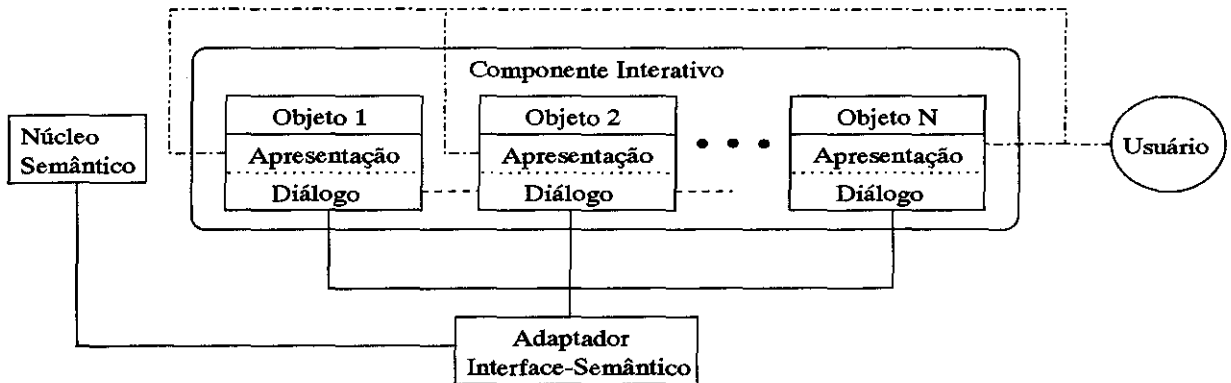 Componente Interativo
Núcleo
Semântico
Objeto 1
Apresentação
Diálogo
Objeto 2
Apresentação
Diálogo
Objeto N
Apresentação
Diálogo
Usuário
Adaptador
Interface-Semântico